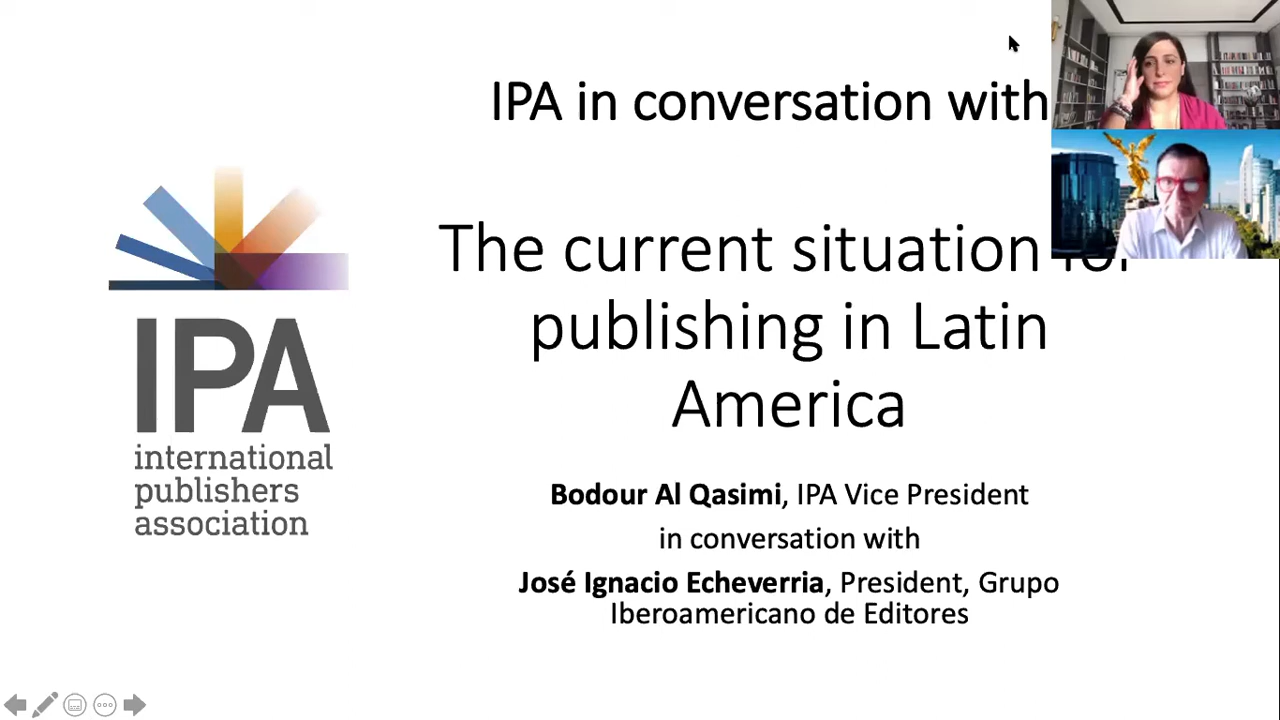 IPA in conversation with
The current situation for
publishing in Latin
America
Bodour Al Qasimi, IPA Vice President
in conversation with
José Ignacio Echeverria, President, Grupo
Iberoamericano de Editores
IPA
international
publishers
association